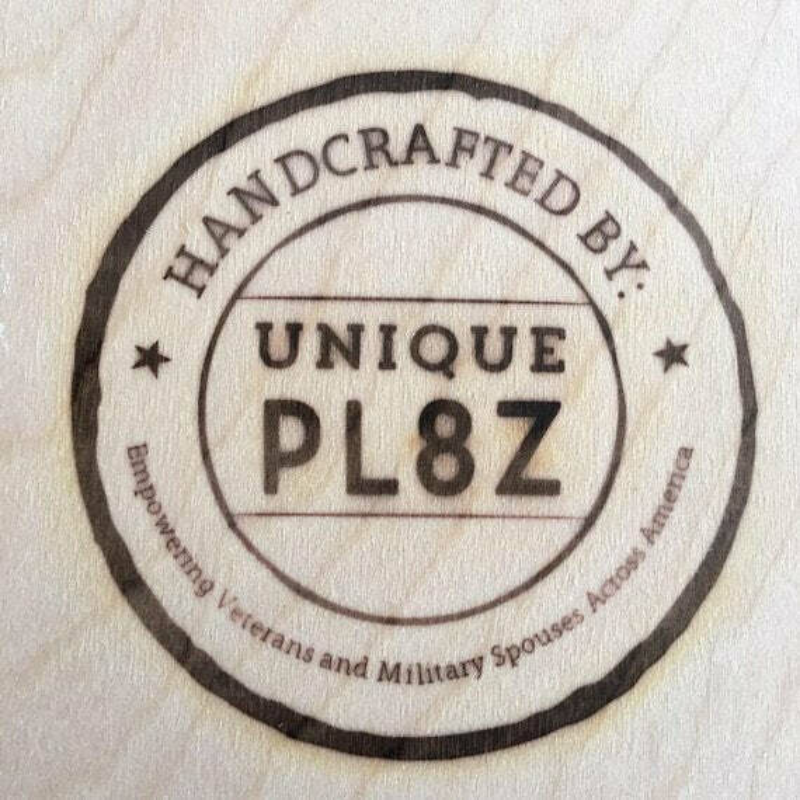 HANDCRAFTED BY:
UNIQUE
PL8Z
Empowering Veterans and Military Spouses Across America